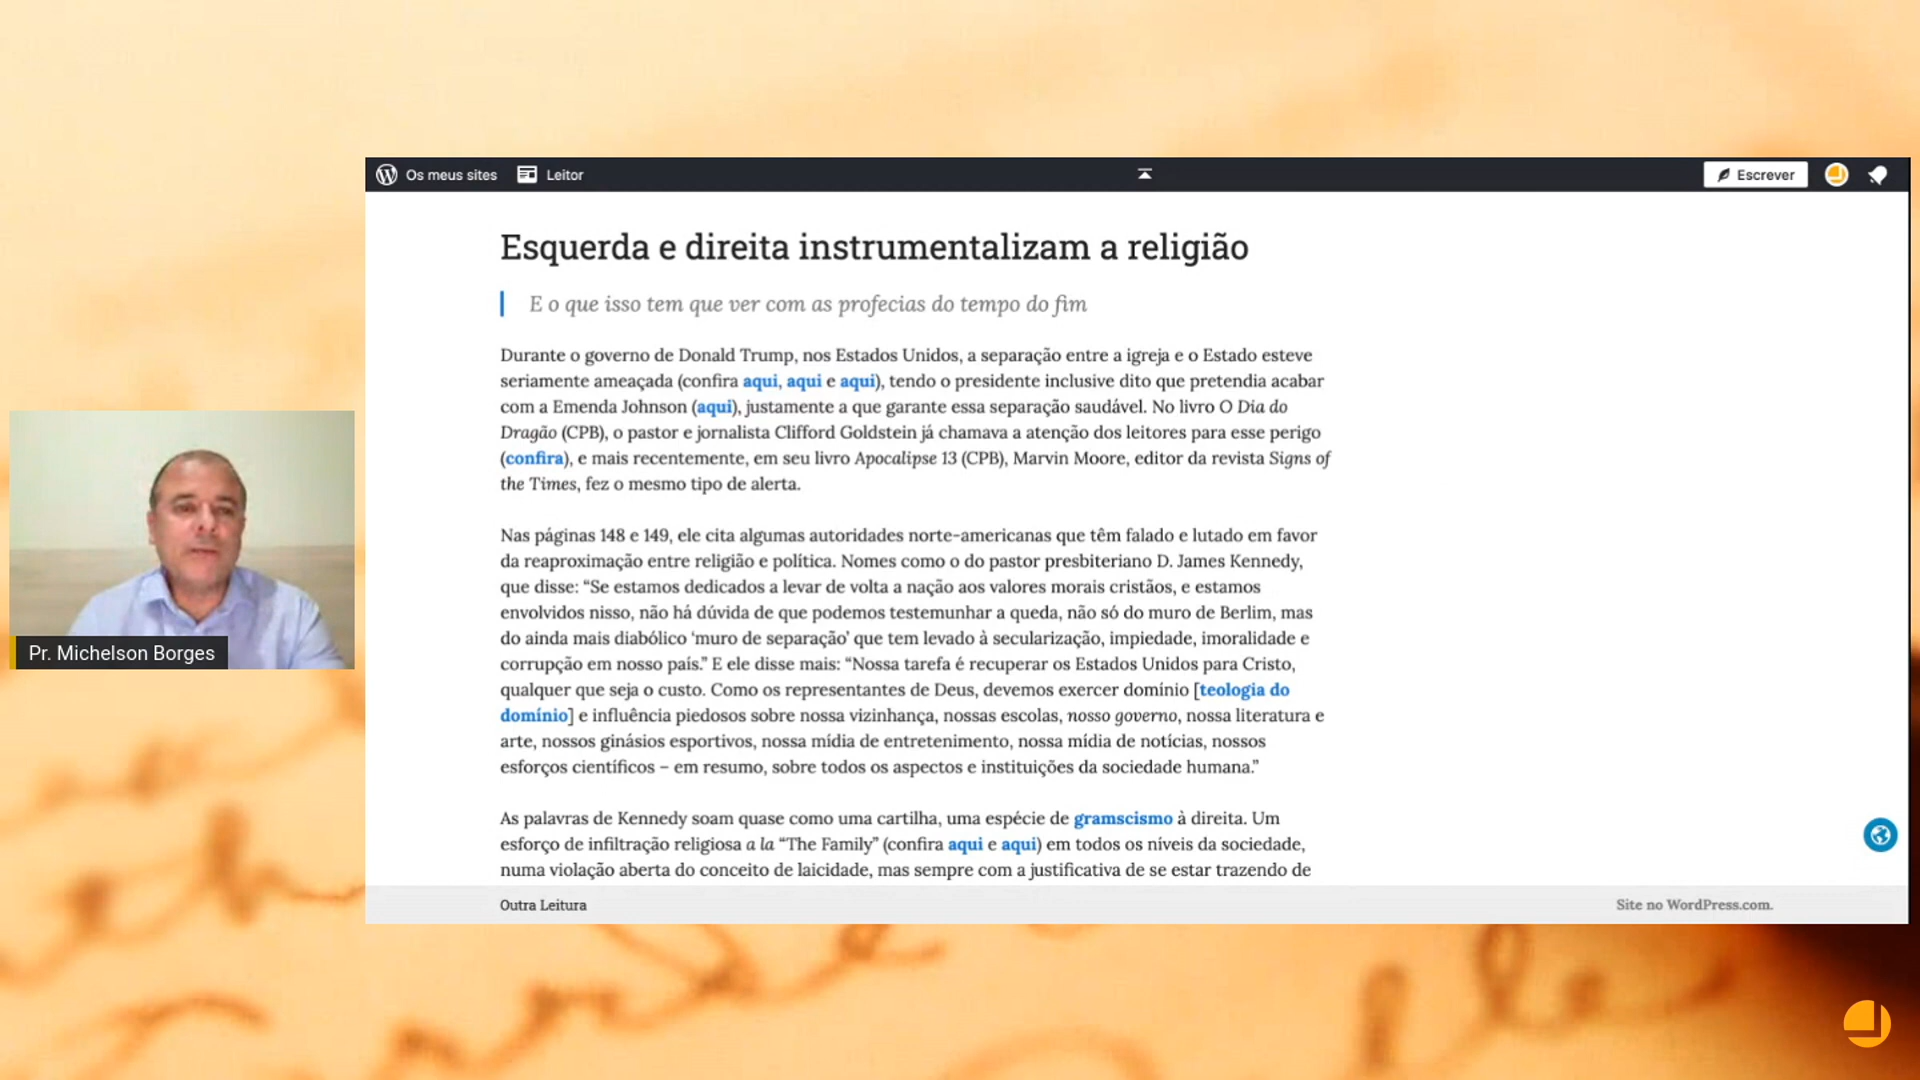 Os meus sites
Leitor
Escrever
Esquerda e direita instrumentalizam a religião
E o que isso tem que ver com as profecias do tempo do fim
Durante o governo de Donald Trump, nos Estados Unidos, a separação entre a igreja e o Estado esteve
seriamente ameaçada (confira aqui, aqui e aqui), tendo o presidente inclusive dito que pretendia acabar
com a Emenda Johnson (aqui), justamente a que garante essa separação saudável. No livro O Dia do
Dragão (CPB), o pastor e jornalista Clifford Goldstein já chamava a atenção dos leitores para esse perigo
(confira), e mais recentemente, em seu livro Apocalipse 13 (CPB), Marvin Moore, editor da revista Signs of
the Times, fez o mesmo tipo de alerta.
Nas páginas 148 e 149, ele cita algumas autoridades norte-americanas que têm falado e lutado em favor
da reaproximação entre religião e política. Nomes como o do pastor presbiteriano D. James Kennedy,
que disse: “Se estamos dedicados a levar de volta a nação aos valores morais cristãos, e estamos
envolvidos nisso, não há dúvida de que podemos testemunhar a queda, não só do muro de Berlim, mas
do ainda mais diabólico ‘muro de separação’ que tem levado à secularização, impiedade, imoralidade e
corrupção em nosso país.” E ele disse mais: “Nossa tarefa é recuperar os Estados Unidos para Cristo,
qualquer que seja o custo. Como os representantes de Deus, devemos exercer domínio [teologia do
domínio] e influência piedosos sobre nossa vizinhança, nossas escolas, nosso governo, nossa literatura e
arte, nossos ginásios esportivos, nossa mídia de entretenimento, nossa mídia de notícias, nossos
esforços científicos – em resumo, sobre todos os aspectos e instituições da sociedade humana.”
As palavras de Kennedy soam quase como uma cartilha, uma espécie de gramscismo à direita. Um
esforço de infiltração religiosa a la “The Family” (confira aqui e aqui) em todos os níveis da sociedade,
numa violação aberta do conceito de laicidade, mas sempre com a justificativa de se estar trazendo de
Outra Leitura
Site no WordPress.com.
Pr. Michelson Borges